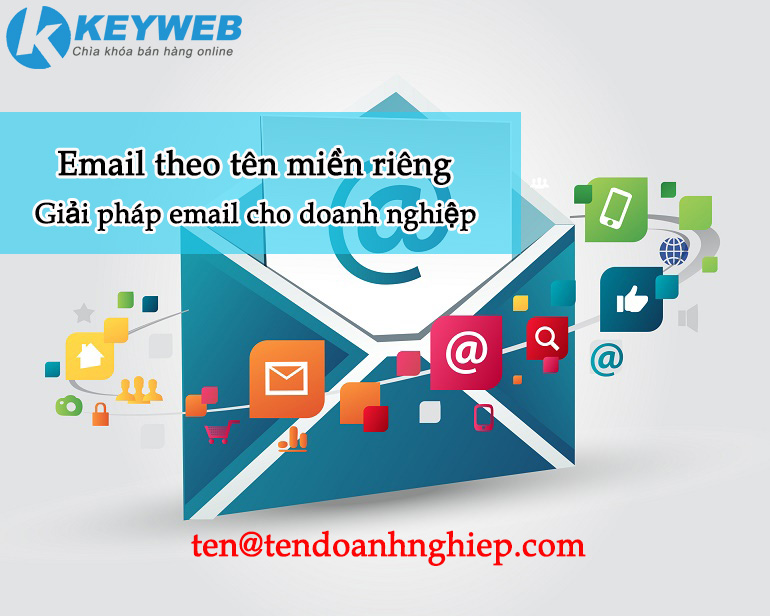 KEYWEB
Chìa khóa bán hàng online
Email theo tên miền riêng
Giải pháp email cho doanh nghiệp
@
@
@
ten@tendoanhnghiep.com